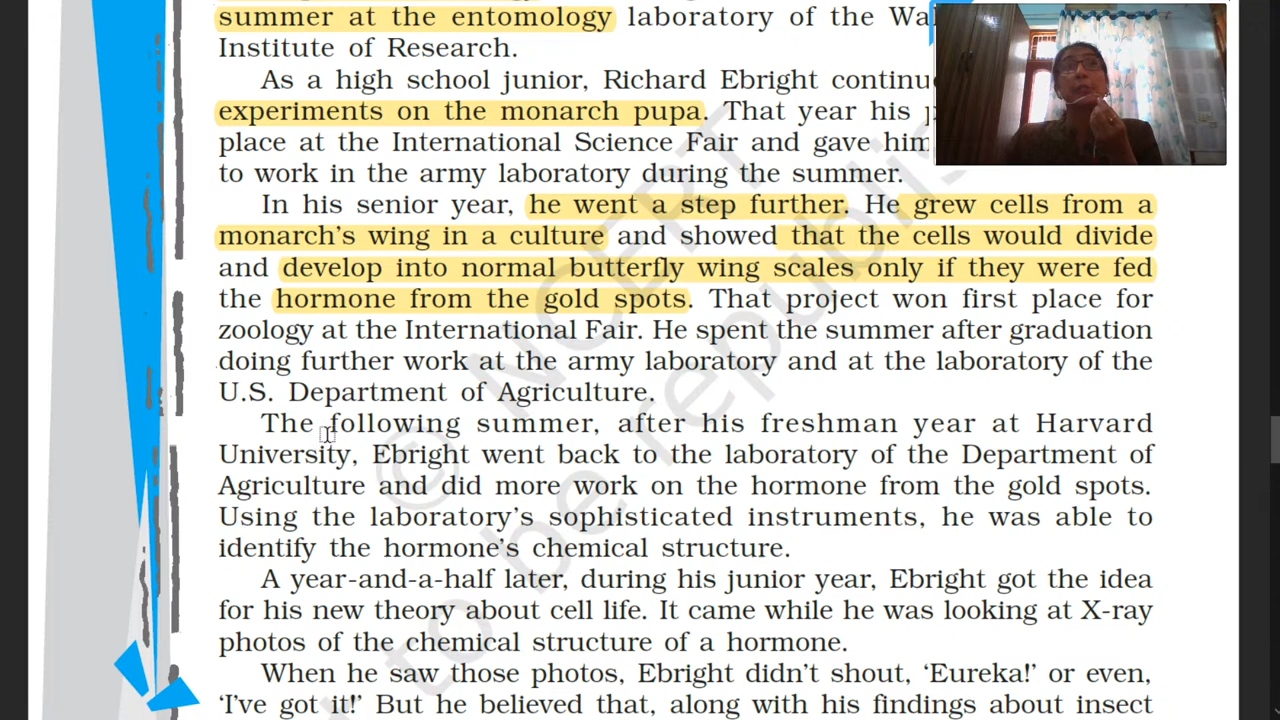 summer at the entomology laboratory of the Wa
Institute of Research.
As a high school junior, Richard Ebright continue
experiments on the monarch pupa. That year his p
place at the International Science Fair and gave him
to work in the army laboratory during the summer.
In his senior year, he went a step further. He grew cells from a
monarch's wing in a culture and showed that the cells would divide
and develop into normal butterfly wing scales only if they were fed
the hormone from the gold spots. That project won first place for
zoology at the International Fair. He spent the summer after graduation
doing further work at the army laboratory and at the laboratory of the
U.S. Department of Agriculture.
The following summer, after his freshman year at Harvard
University, Ebright went back to the laboratory of the Department of
Agriculture and did more work on the hormone from the gold spots.
Using the laboratory's sophisticated instruments, he was able to
identify the hormone's chemical structure.
A year-and-a-half later, during his junior year, Ebright got the idea
for his new theory about cell life. It came while he was looking at X-ray
photos of the chemical structure of a hormone.
When he saw those photos, Ebright didn't shout, ‘Eureka!’ or even,
‘I've got it!’ But he believed that, along with his findings about insect
© NCERT
to be republis